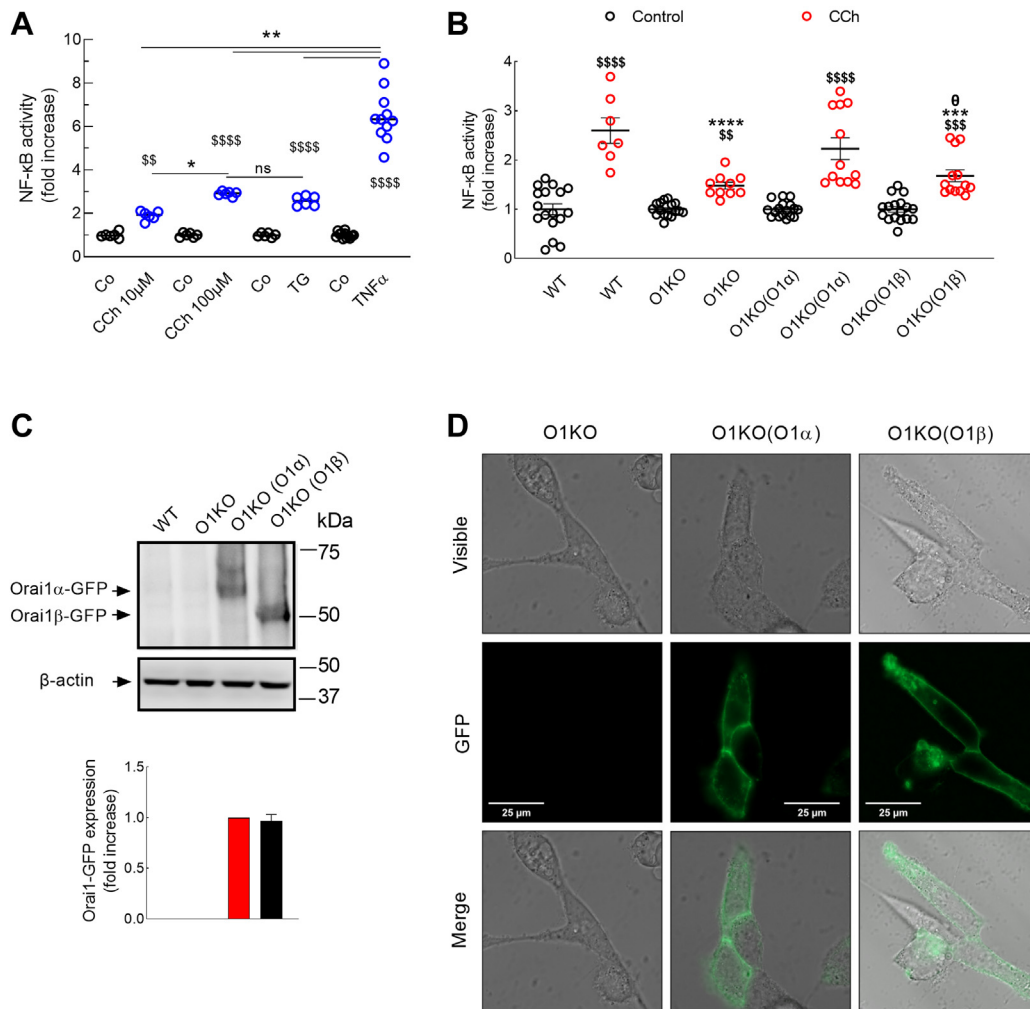 A
NF-κB activity
(fold increase)
10
8
6
4
2
0
**
$$
*
$$$$
ns
$$$$
$$$$
Co
CCh 10µM
Co
CCh 100µM
Co
TG
Co
TNFα
B
Control
CCh
NF-κB activity
(fold increase)
4
2
1
0
$$$$
****
$$
$$$$
θ
***
$$$
WT
WT
O1KO
O1KO
O1KO(O1α)
O1KO(O1α)
O1KO(O1β)
O1KO(O1β)
C
WT
O1KO
O1KO (O1α)
O1KO (O1β)
kDa
75
Orai1α-GFP
Orai1β-GFP
50
50
β-actin
37
Orai1-GFP expression
(fold increase)
1.5
1.0
0.5
0.0
D
O1KO
O1KO(O1α)
O1KO(O1β)
Visible
GFP
25 µm
25 µm
25 µm
Merge